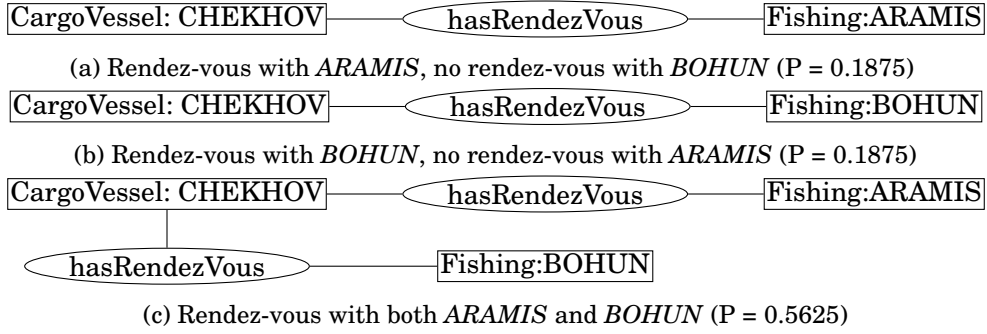 CargoVessel: CHEKHOV hasRendezVous Fishing:ARAMIS
(a) Rendez-vous with ARAMIS, no rendez-vous with BOHUN (P = 0.1875)
CargoVessel: CHEKHOV hasRendezVous Fishing:BOHUN
(b) Rendez-vous with BOHUN, no rendez-vous with ARAMIS (P = 0.1875)
CargoVessel: CHEKHOV hasRendezVous Fishing:ARAMIS
hasRendezVous Fishing:BOHUN
(c) Rendez-vous with both ARAMIS and BOHUN (P = 0.5625)